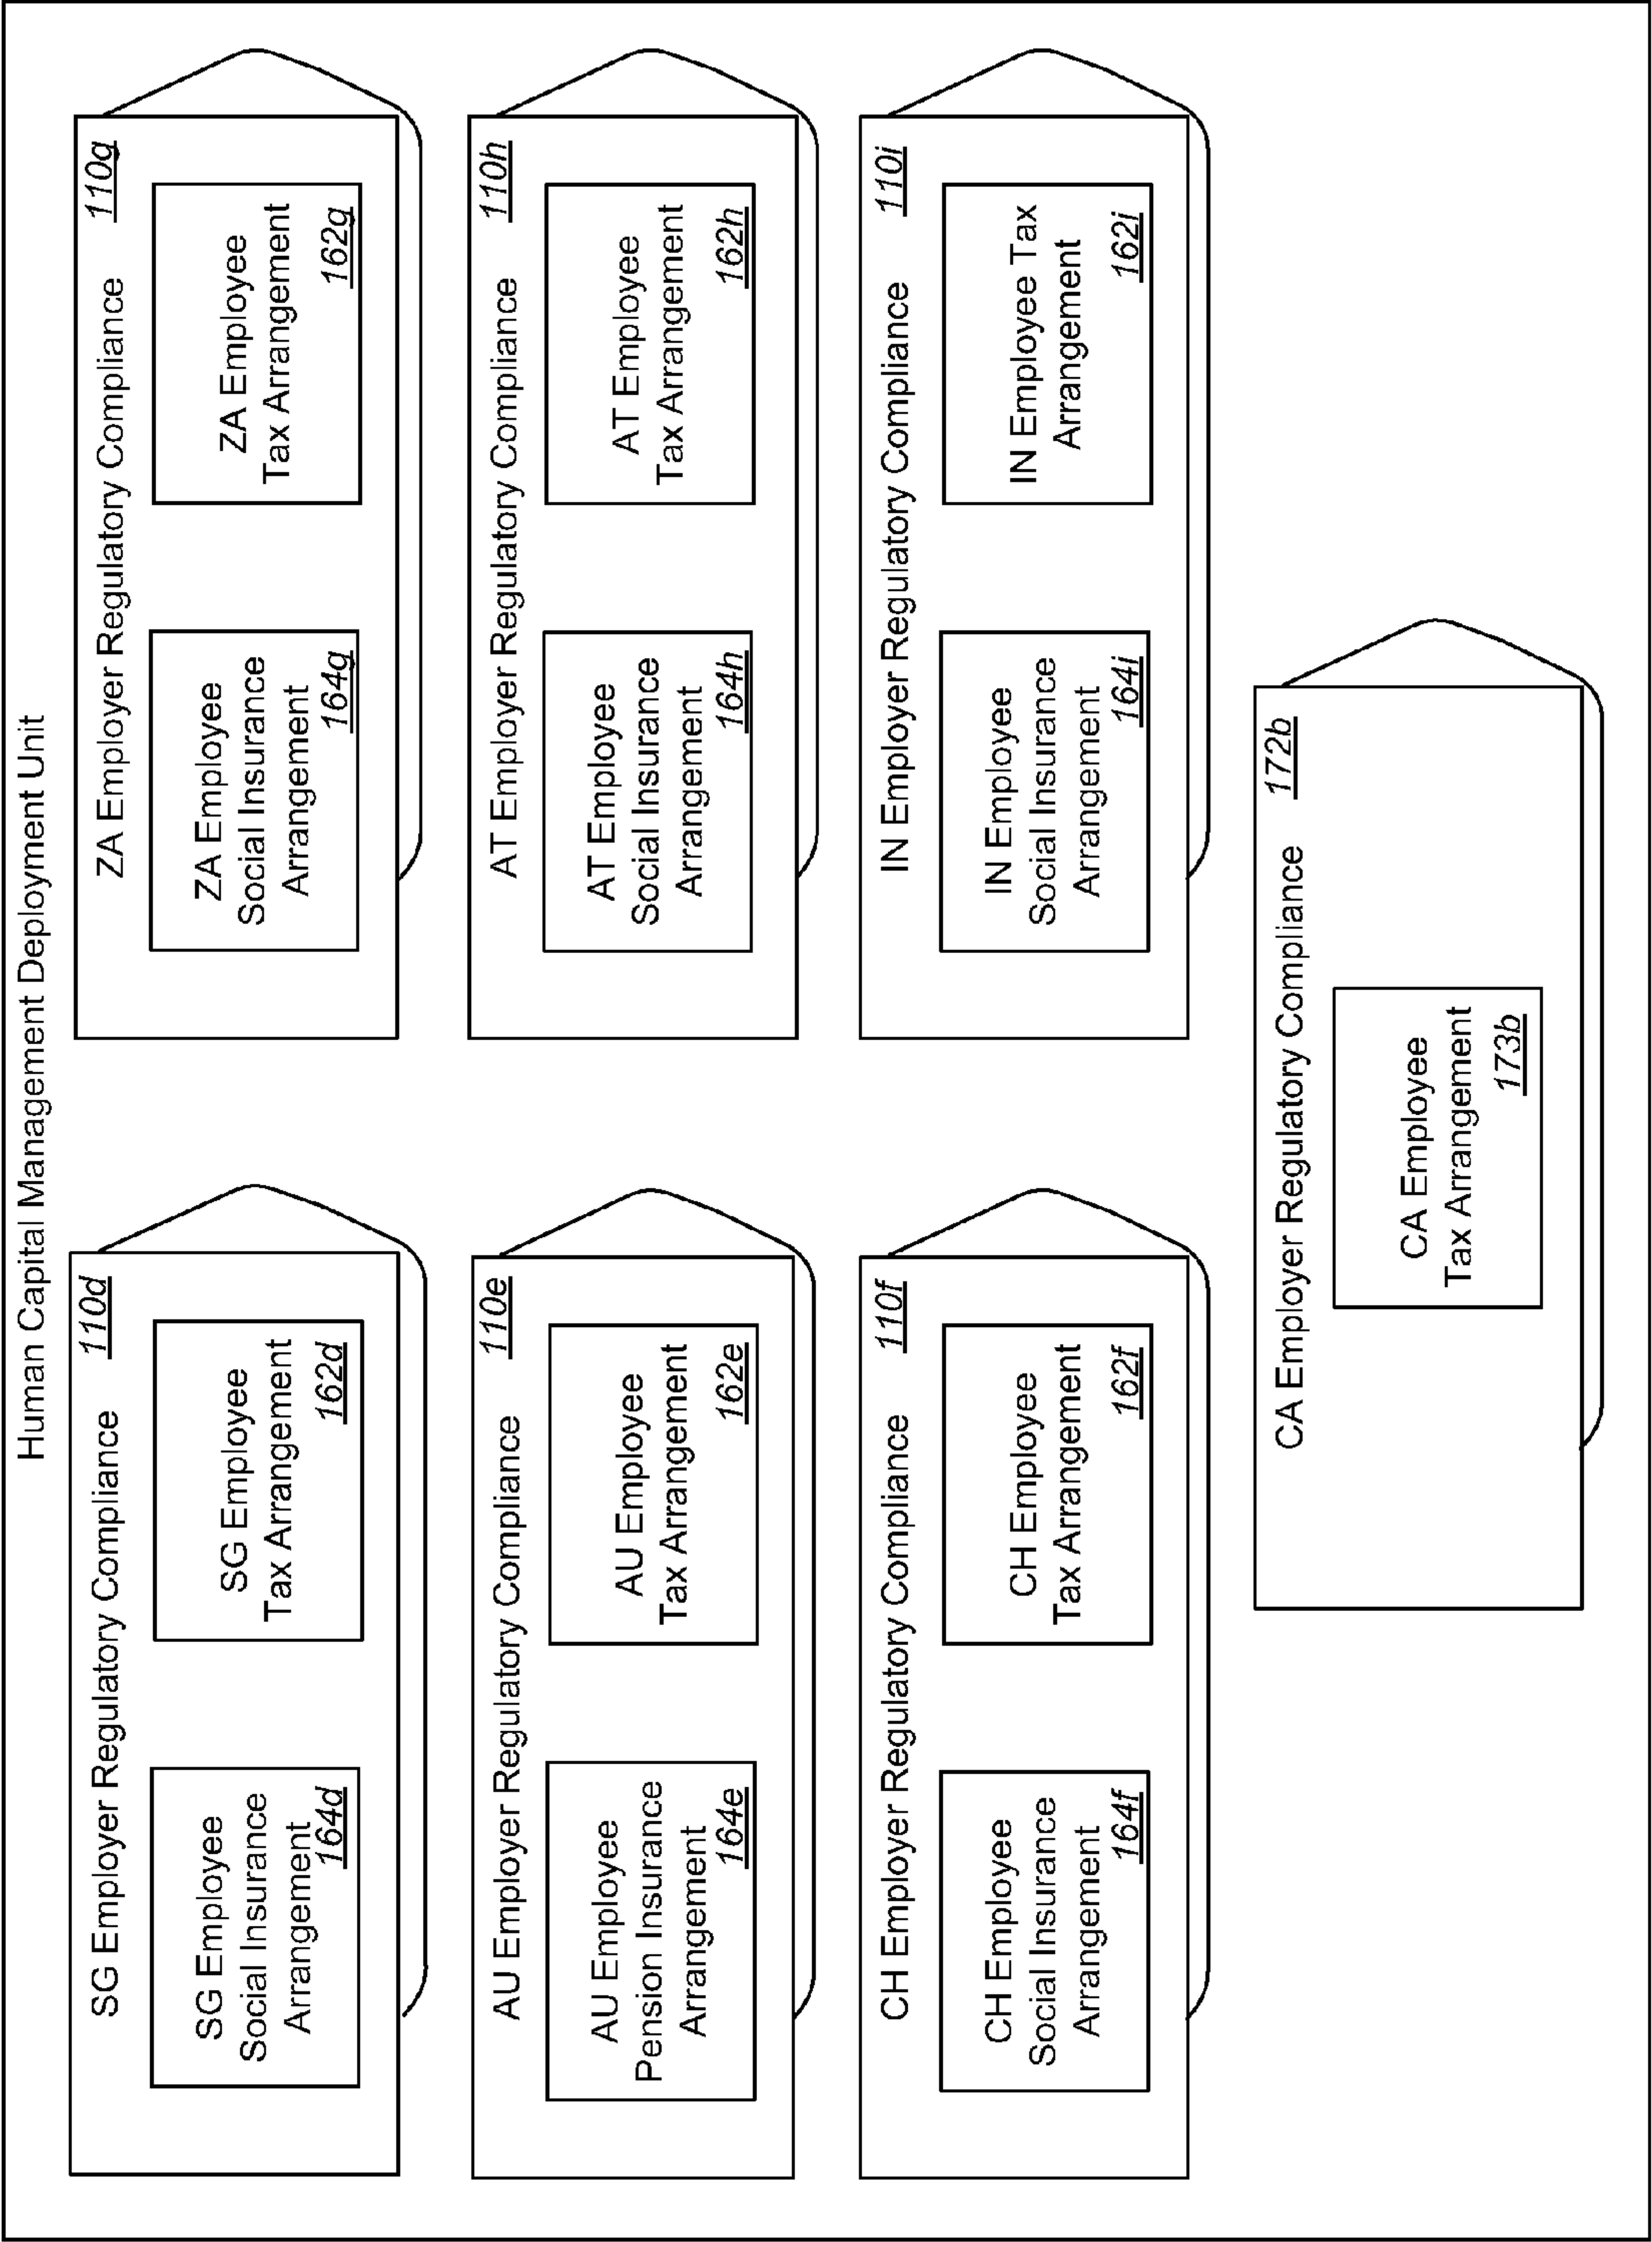 Human Capital Management Deployment Unit
SG Employer Regulatory Compliance
110d
SG Employee
Social Insurance
Arrangement
164d
SG Employee
Tax Arrangement
162d
ZA Employer Regulatory Compliance
110g
ZA Employee
Social Insurance
Arrangement
164g
ZA Employee
Tax Arrangement
162g
AU Employer Regulatory Compliance
110e
AU Employee
Pension Insurance
Arrangement
164e
AU Employee
Tax Arrangement
162e
AT Employer Regulatory Compliance
110h
AT Employee
Social Insurance
Arrangement
164h
AT Employee
Tax Arrangement
162h
CH Employer Regulatory Compliance
110f
CH Employee
Social Insurance
Arrangement
164f
CH Employee
Tax Arrangement
162f
IN Employer Regulatory Compliance
110i
IN Employee
Social Insurance
Arrangement
164i
IN Employee Tax
Arrangement
162i
CA Employer Regulatory Compliance
172b
CA Employee
Tax Arrangement
173b